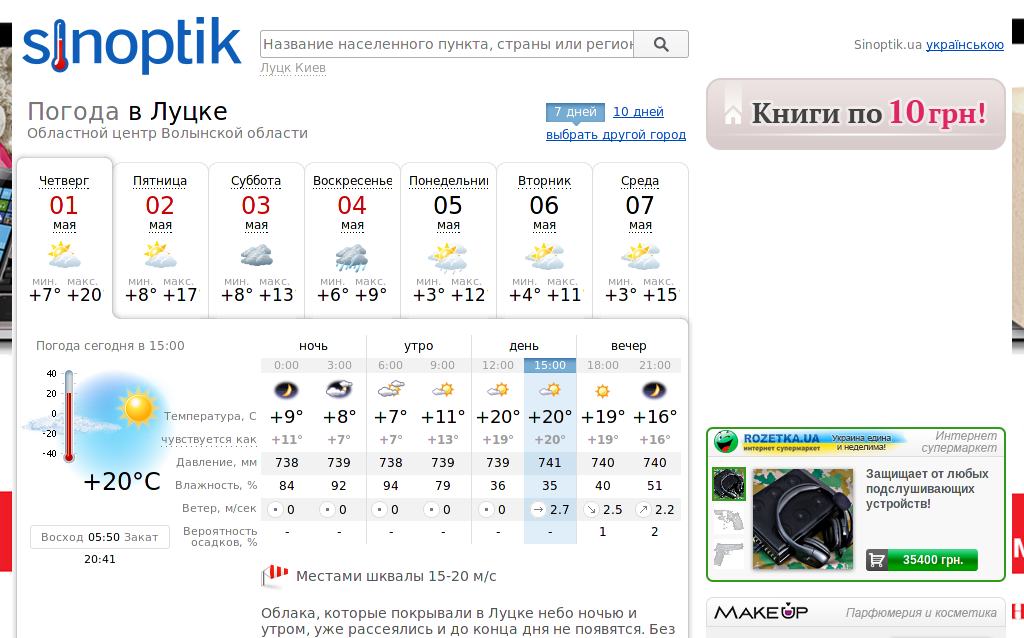 sinoptik
Название населенного пункта, страны или регион
Луцк Киев
Sinoptik.ua українською
Погода в Луцке
Областной центр Волынской области
7 дней 10 дней
выбрать другой город
Книги по 10грн!
Четверг Пятница Суббота Воскресенье Понедельник Вторник Среда
01 02 03 04 05 06 07
мая мая мая мая мая мая мая
мин. макс. мин. макс. мин. макс. мин. макс. мин. макс. мин. макс. мин. макс.
+7° +20 +8° +17 +8° +13 +6° +9° +3° +12 +4° +11 +3° +15
Погода сегодня в 15:00
ночь утро день вечер
0:00 3:00 6:00 9:00 12:00 15:00 18:00 21:00
40
20
0
-20
-40
+20°C
Температура, С +9° +8° +7° +11° +20° +20° +19° +16°
чувствуется как +11° +7° +7° +13° +19° +20° +19° +16°
Давление, мм 738 739 738 739 739 741 740 740
Влажность, % 84 92 94 79 36 35 40 51
Ветер, м/сек 0 0 0 0 0 2.7 2.5 2.2
Вероятность
осадков, % - - - - - - 1 2
Восход 05:50 Закат
20:41
Местами шквалы 15-20 м/с
Облака, которые покрывали в Луцке небо ночью и
утром, уже рассеялись и до конца дня не появятся. Без
ROZETKA.UA
интернет супермаркет
Украина едина
и неделима!
Интернет
супермаркет
Защищает от любых
подслушивающих
устройств!
35400 грн.
MAKEUP Парфюмерия и косметика